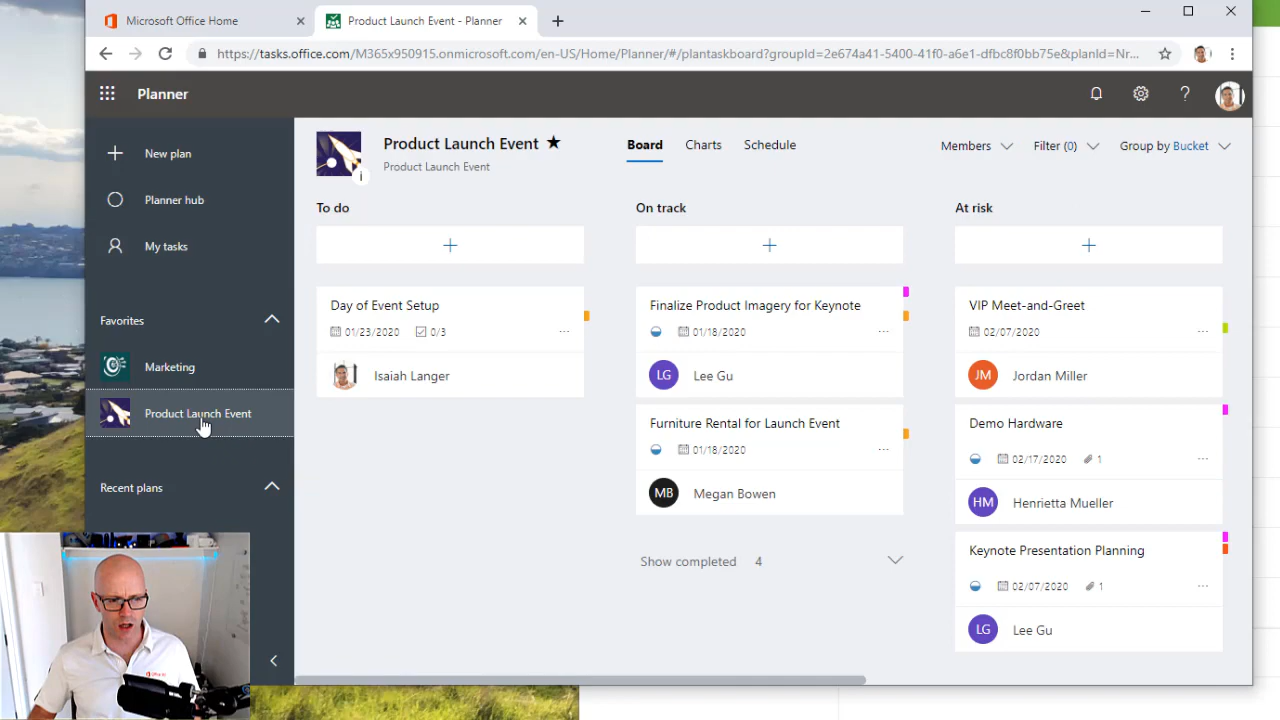 Microsoft Office Home
Product Launch Event - Planner
https://tasks.office.com/M365x950915.onmicrosoft.com/en-US/Home/Planner/#/plantaskboard?groupId=2e674a41-5400-41f0-a6e1-dfbc8f0bb75e&planId=Nr...
Planner
?
New plan
Planner hub
My tasks
Favorites
Marketing
Product Launch Event
Recent plans
Product Launch Event
Product Launch Event
Board
Charts
Schedule
Members
Filter (0)
Group by Bucket
To do
Day of Event Setup
01/23/2020
0/3
Isaiah Langer
On track
Finalize Product Imagery for Keynote
01/18/2020
LG
Lee Gu
Furniture Rental for Launch Event
01/18/2020
MB
Megan Bowen
Show completed 4
At risk
VIP Meet-and-Greet
02/07/2020
JM
Jordan Miller
Demo Hardware
02/17/2020
1
HM
Henrietta Mueller
Keynote Presentation Planning
02/07/2020
1
LG
Lee Gu